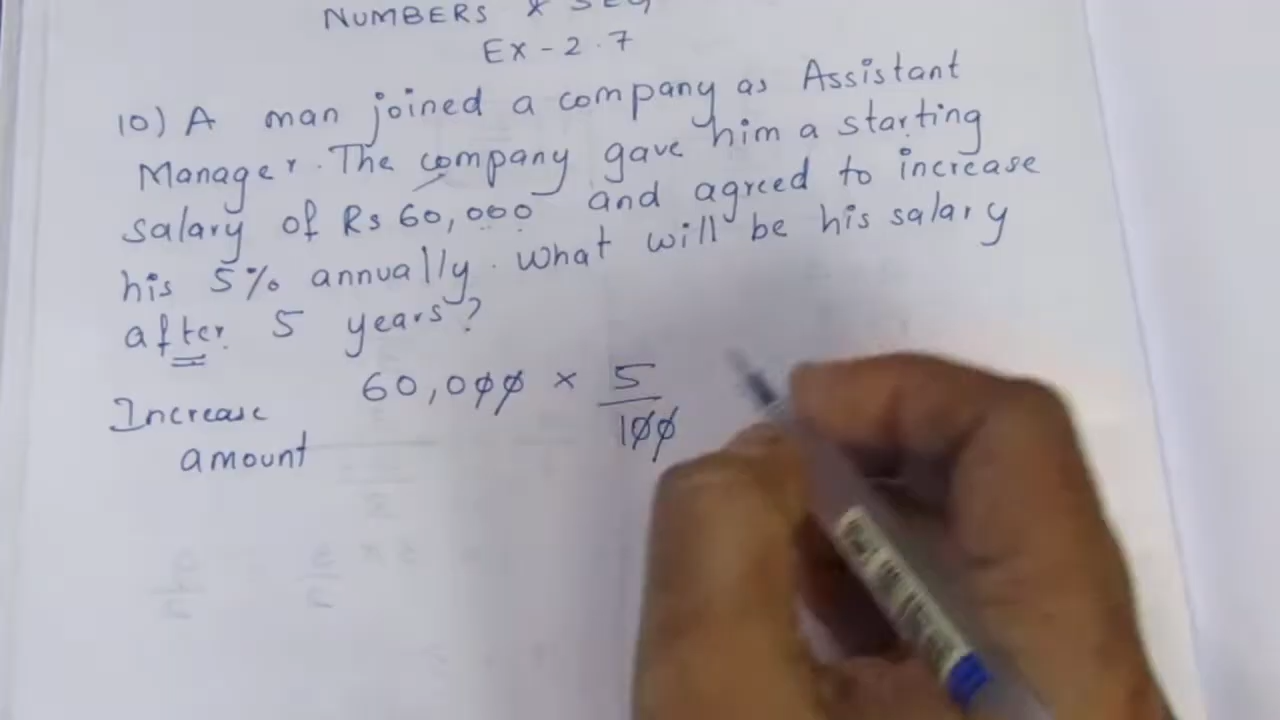 NUMBERS & SEQ
Ex-2.7
10) A man joined a company as Assistant
Manager. The company gave him a starting
salary of Rs 60,000 and agreed to increase
his 5% annually. What will be his salary
after 5 years?
Increase 60,000 × 5/100
amount